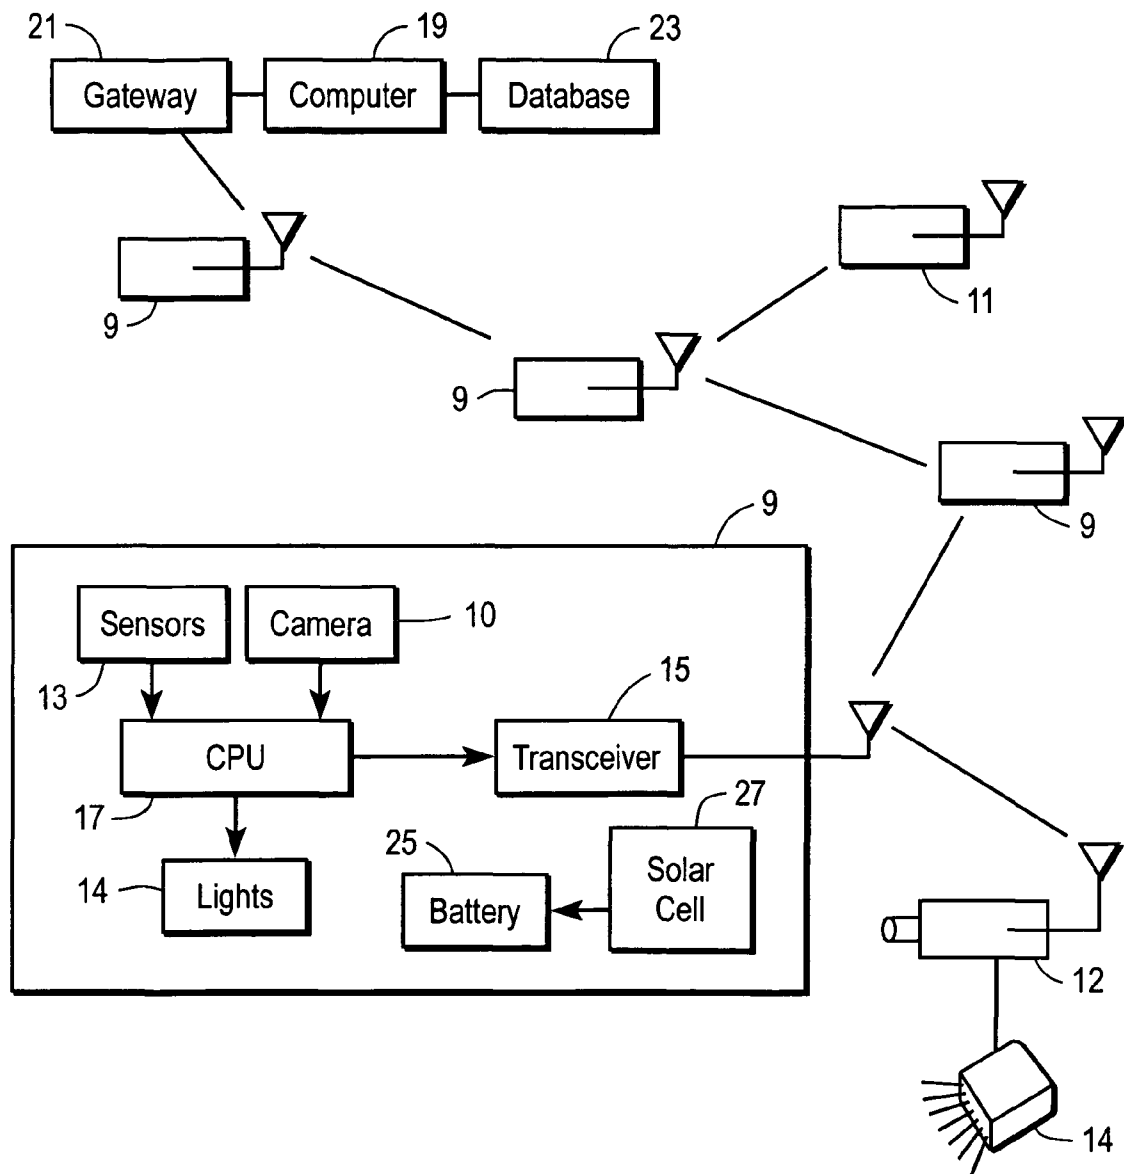 21
19
23
Gateway
Computer
Database
11
9
9
9
9
Sensors
Camera
10
13
15
CPU
Transceiver
17
27
25
Solar
Cell
14
Lights
Battery
12
14